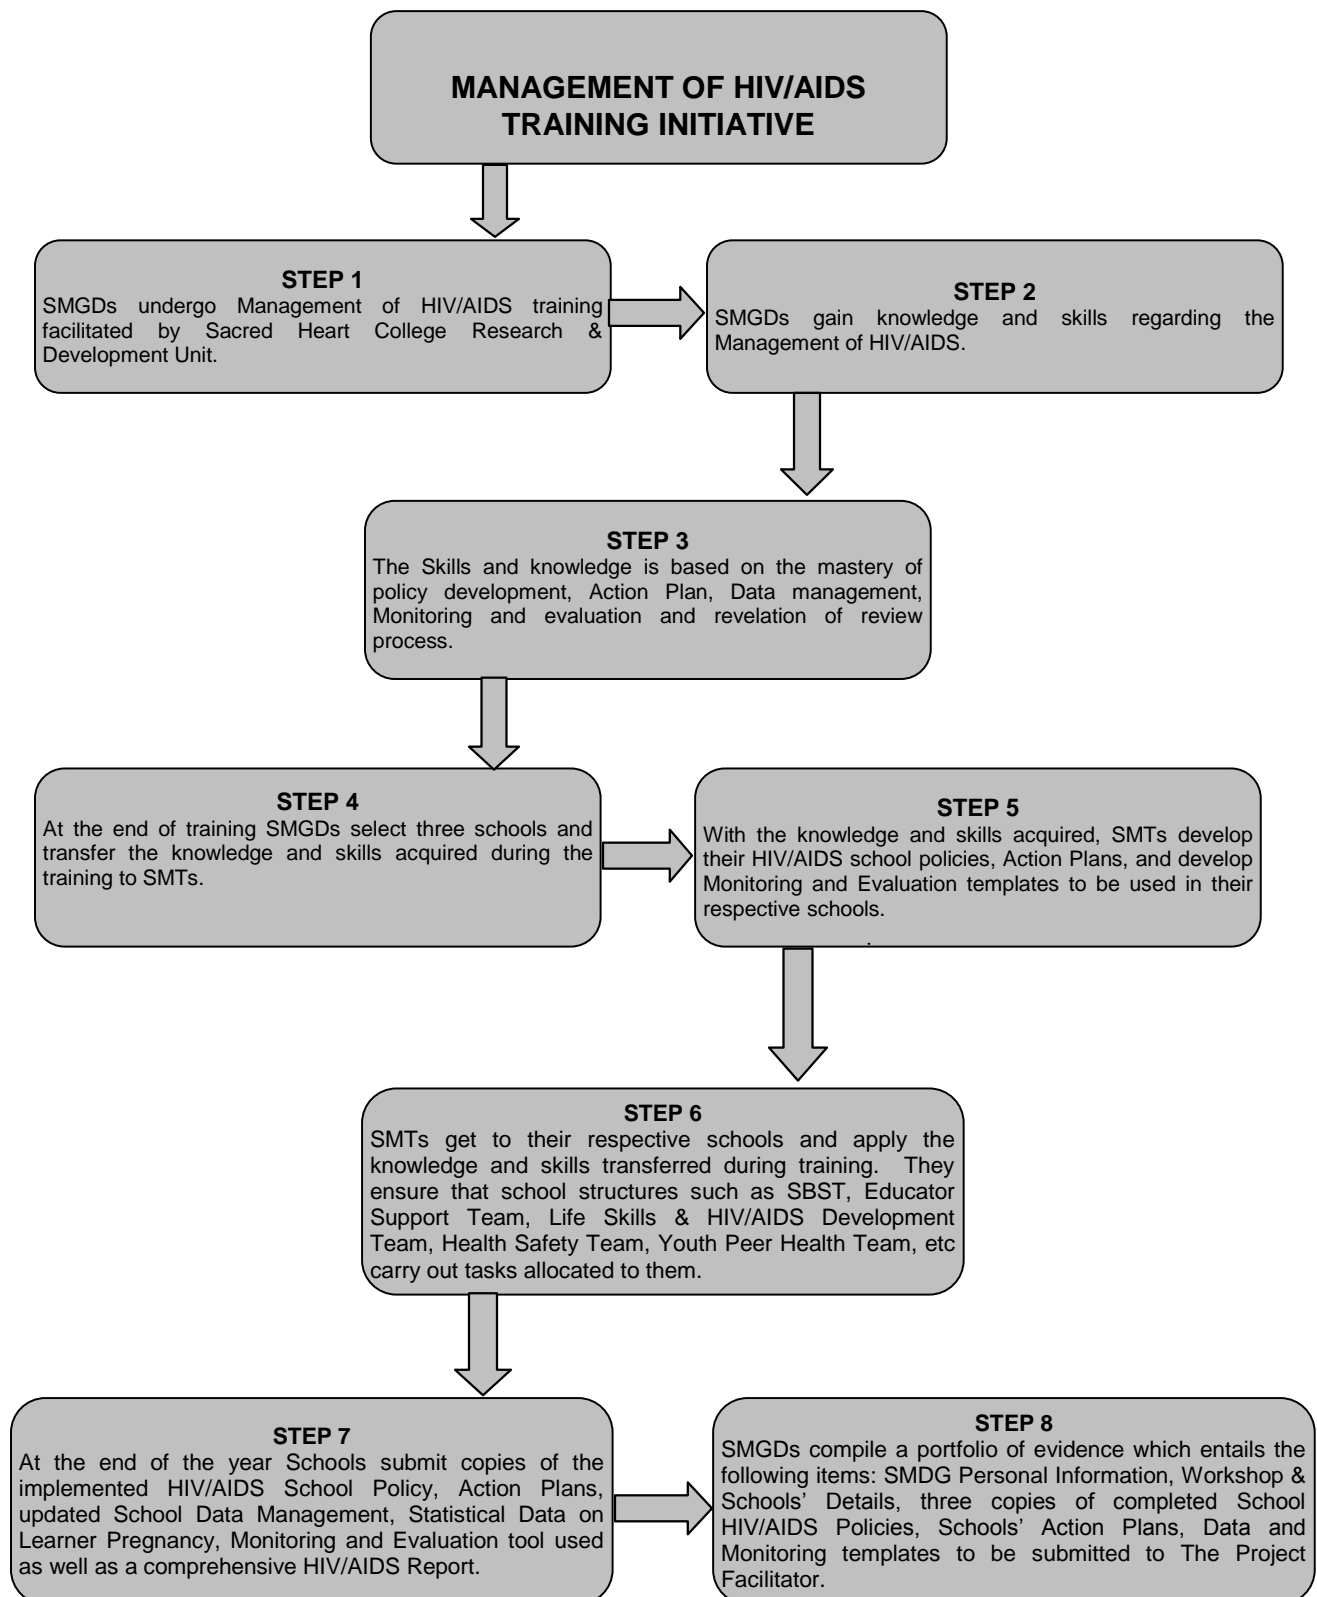 MANAGEMENT OF HIV/AIDS
TRAINING INITIATIVE
STEP 1
SMGDs undergo Management of HIV/AIDS training
facilitated by Sacred Heart College Research &
Development Unit.
STEP 2
SMGDs gain knowledge and skills regarding the
Management of HIV/AIDS.
STEP 3
The Skills and knowledge is based on the mastery of
policy development, Action Plan, Data management,
Monitoring and evaluation and revelation of review
process.
STEP 4
At the end of training SMGDs select three schools and
transfer the knowledge and skills acquired during the
training to SMTs.
STEP 5
With the knowledge and skills acquired, SMTs develop
their HIV/AIDS school policies, Action Plans, and develop
Monitoring and Evaluation templates to be used in their
respective schools.
.
STEP 6
SMTs get to their respective schools and apply the
knowledge and skills transferred during training. They
ensure that school structures such as SBST, Educator
Support Team, Life Skills & HIV/AIDS Development
Team, Health Safety Team, Youth Peer Health Team, etc
carry out tasks allocated to them.
STEP 7
At the end of the year Schools submit copies of the
implemented HIV/AIDS School Policy, Action Plans,
updated School Data Management, Statistical Data on
Learner Pregnancy, Monitoring and Evaluation tool used
as well as a comprehensive HIV/AIDS Report.
STEP 8
SMGDs compile a portfolio of evidence which entails the
following items: SMDG Personal Information, Workshop &
Schools’ Details, three copies of completed School
HIV/AIDS Policies, Schools’ Action Plans, Data and
Monitoring templates to be submitted to The Project
Facilitator.